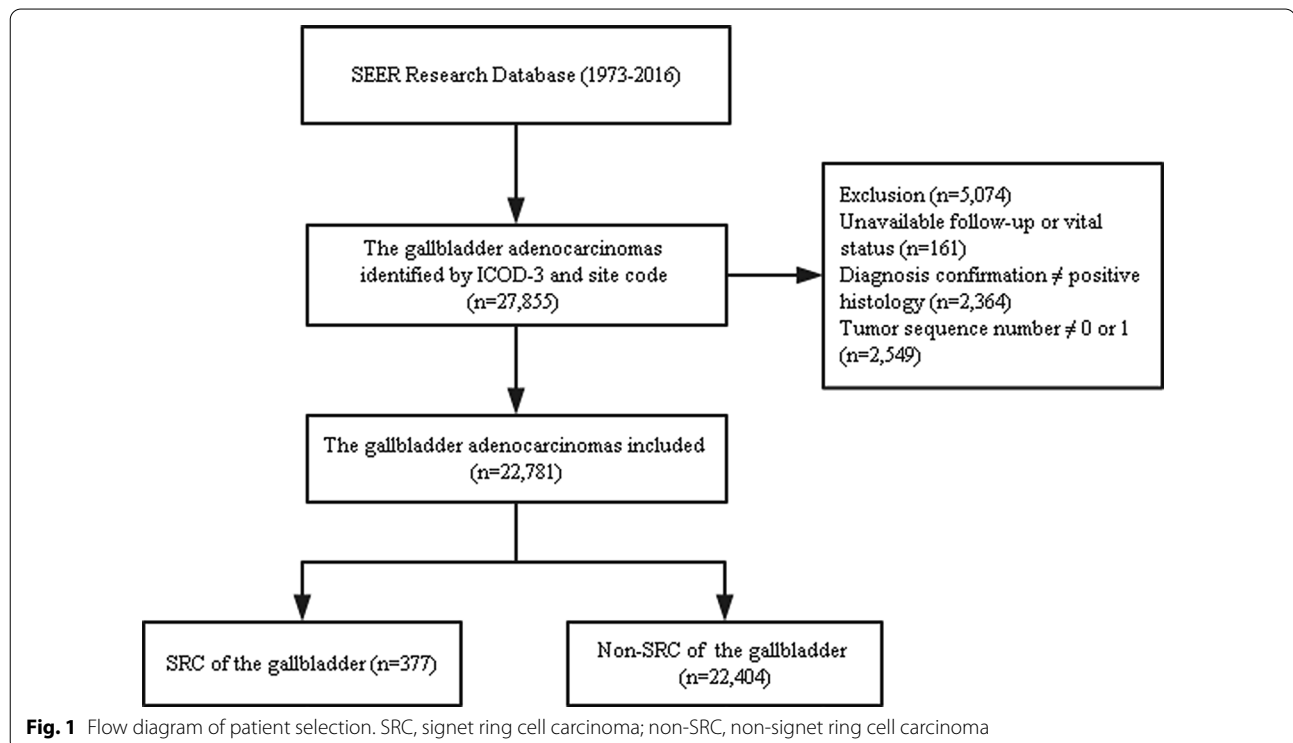 SEER Research Database (1973-2016)
The gallbladder adenocarcinomas
identified by ICOD-3 and site code
(n=27,855)
Exclusion (n=5,074)
Unavailable follow-up or vital
status (n=161)
Diagnosis confirmation ≠ positive
histology (n=2,364)
Tumor sequence number ≠ 0 or 1
(n=2,549)
The gallbladder adenocarcinomas included
(n=22,781)
SRC of the gallbladder (n=377)
Non-SRC of the gallbladder
(n=22,404)
Fig. 1 Flow diagram of patient selection. SRC, signet ring cell carcinoma; non-SRC, non-signet ring cell carcinoma